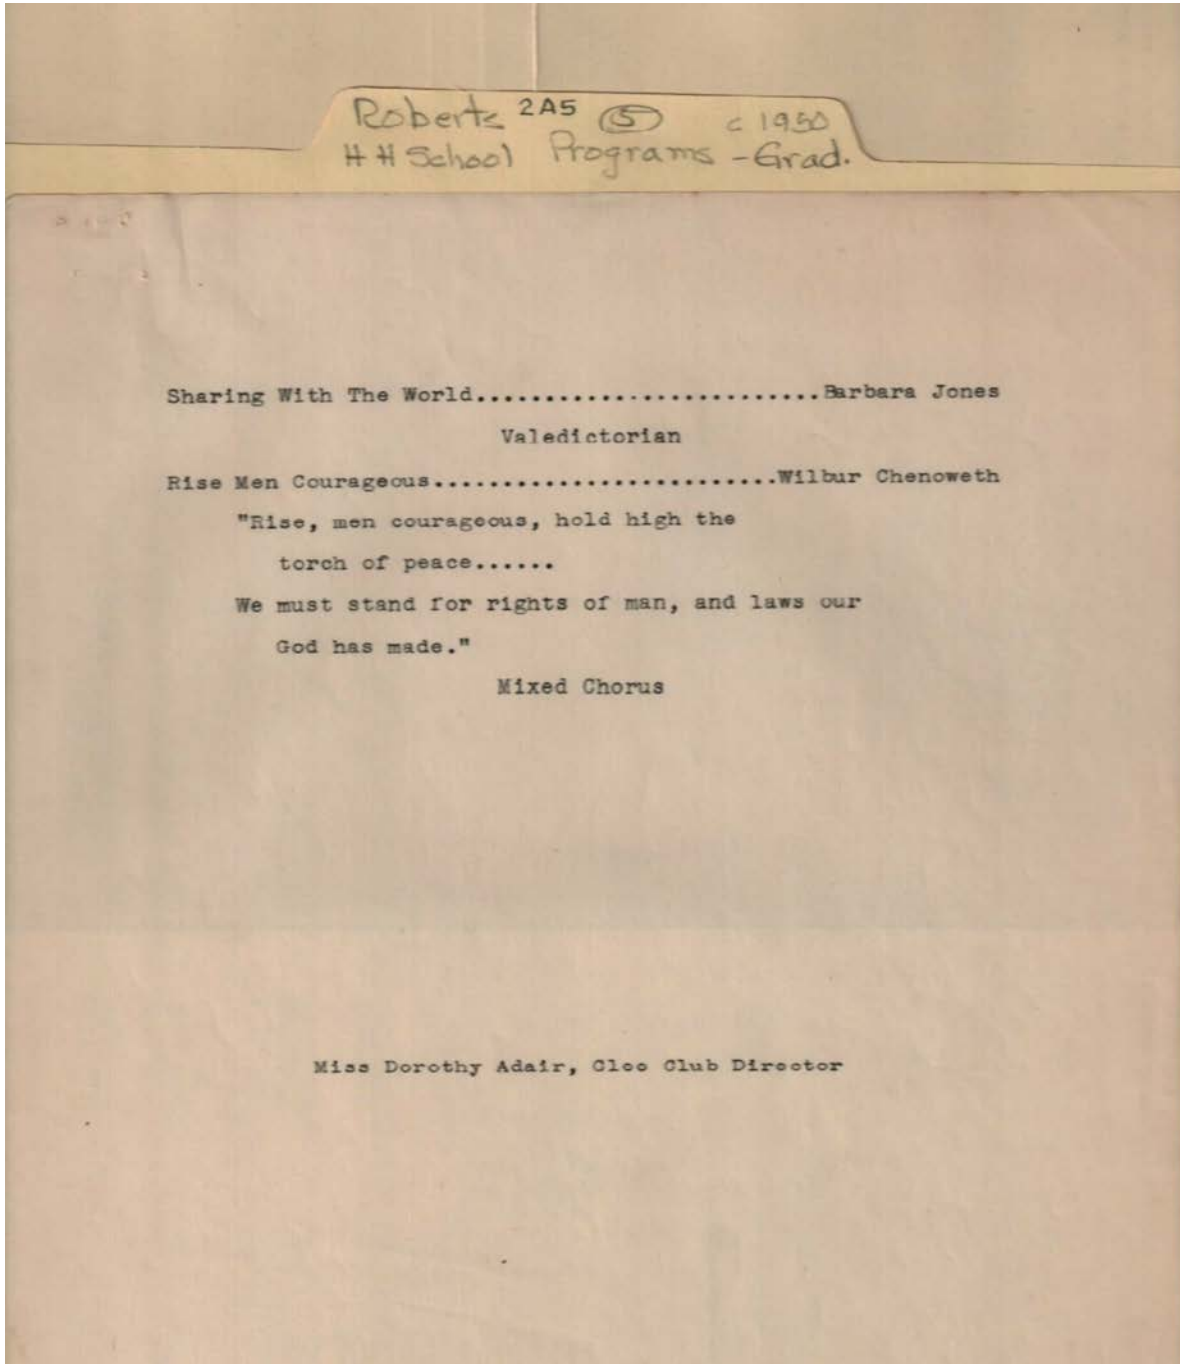 Roberts 2A5 (5) c 1950
H H School Programs - Grad.
Sharing With The World.........................Barbara Jones
Valedictorian
Rise Men Courageous.........................Wilbur Chenoweth
"Rise, men courageous, hold high the
torch of peace......
We must stand for rights of man, and laws our
God has made."
Mixed Chorus
Miss Dorothy Adair, Glee Club Director